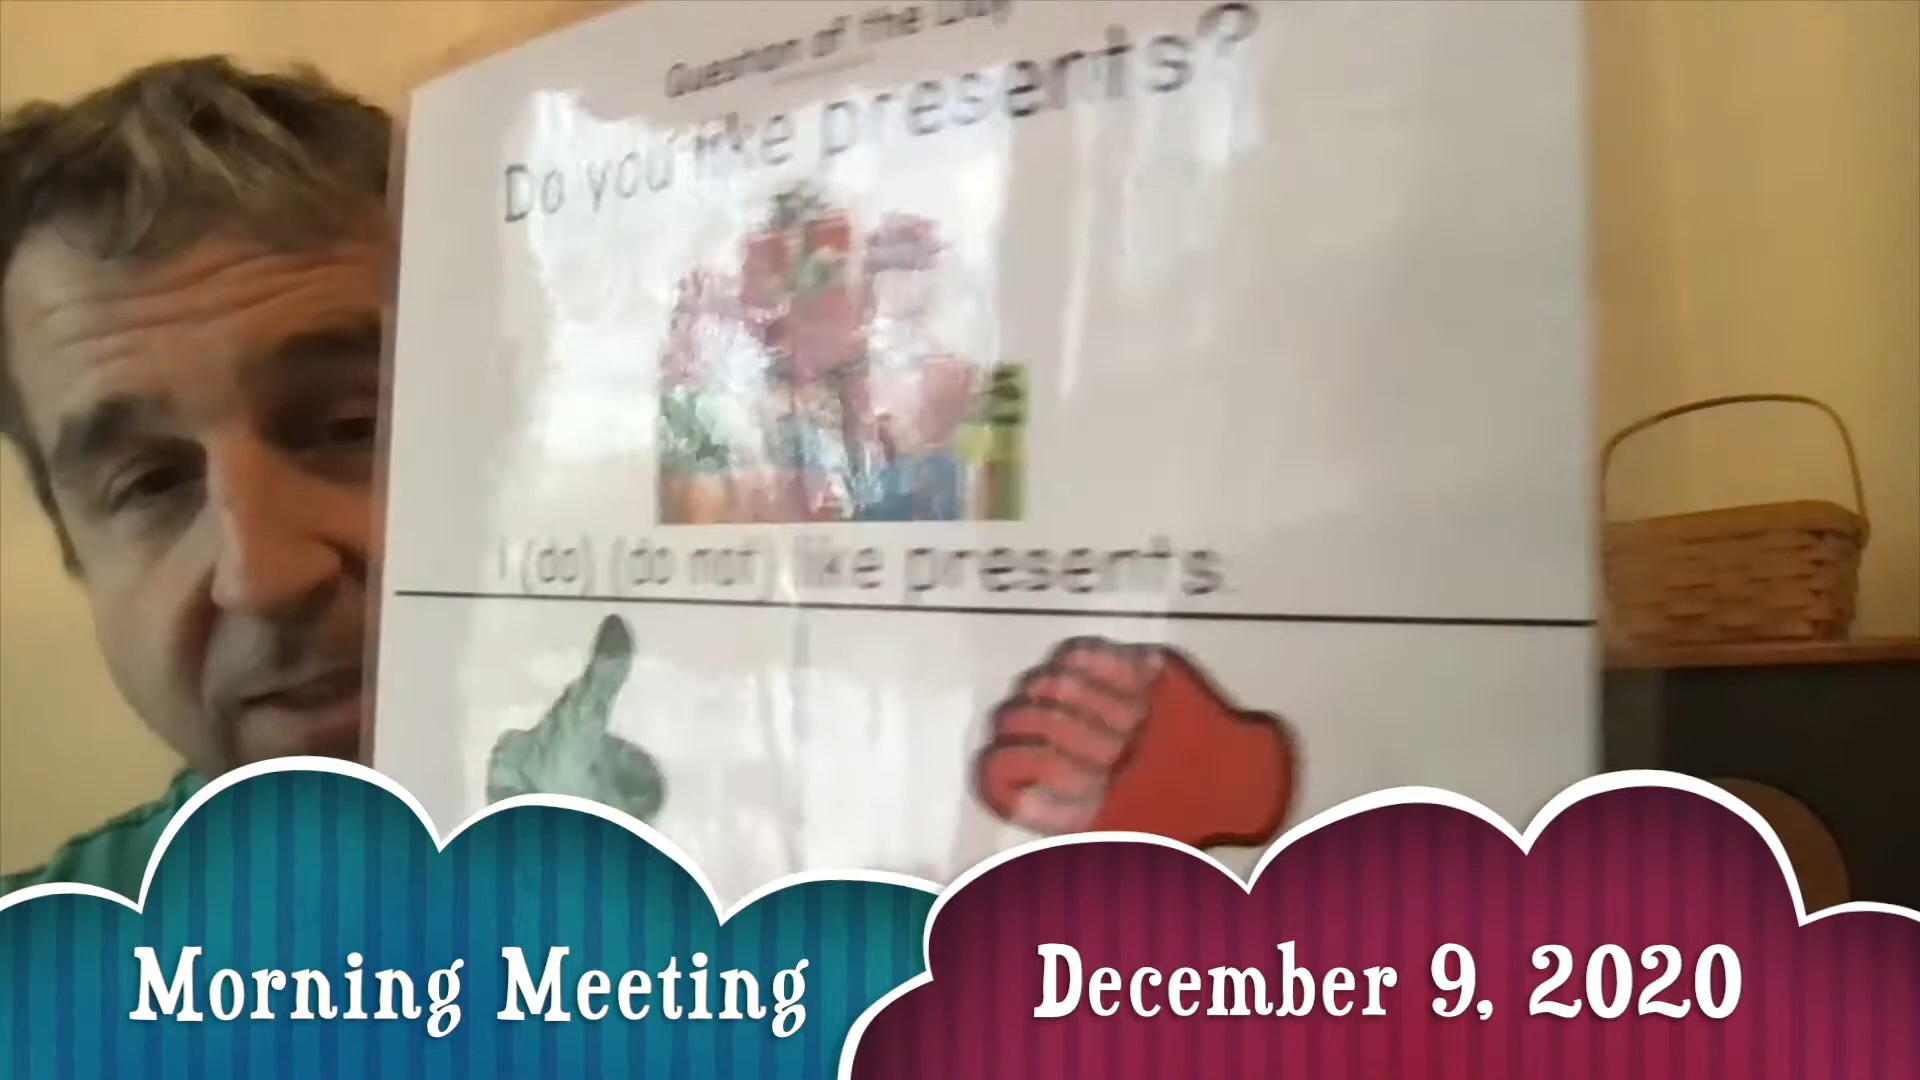 Question of the Day
Do you like presents?
I (do) (do not) like presents.
Morning Meeting
December 9, 2020